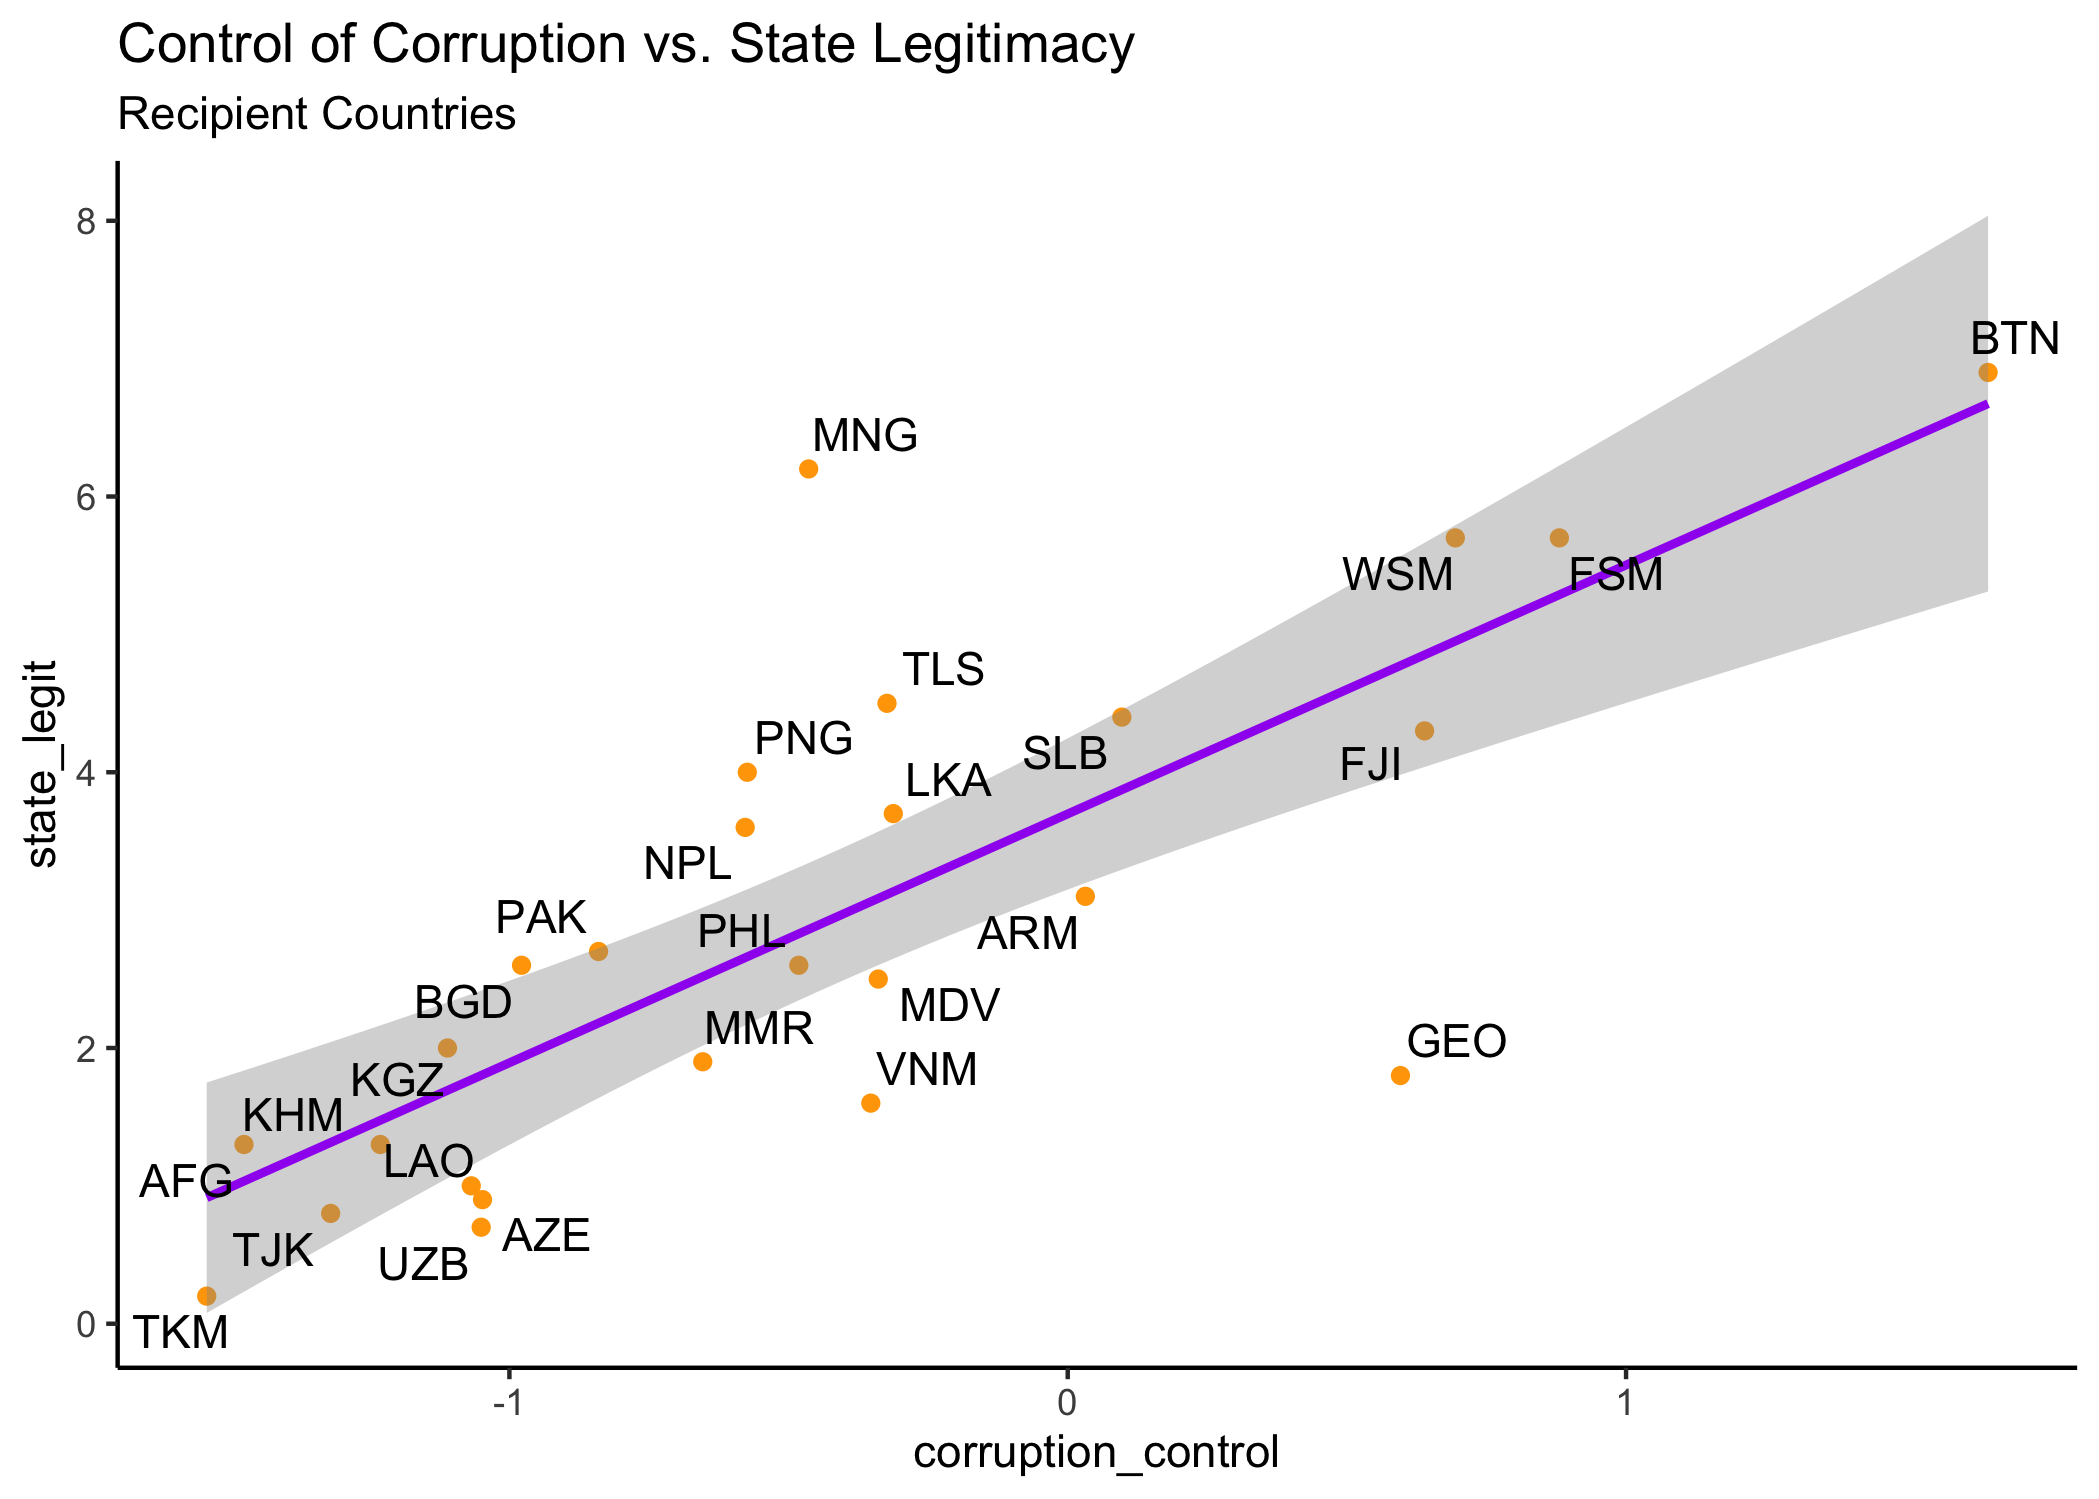 Control of Corruption vs. State Legitimacy
Recipient Countries
8
BTN
MNG
6
WSM
FSM
TLS
PNG
SLB
FJI
4
LKA
NPL
PAK
PHL
ARM
BGD
MDV
MMR
GEO
2
KGZ
VNM
KHM
LAO
AFG
TJK
UZB
AZE
0
TKM
state_legit
-1
0
1
corruption_control